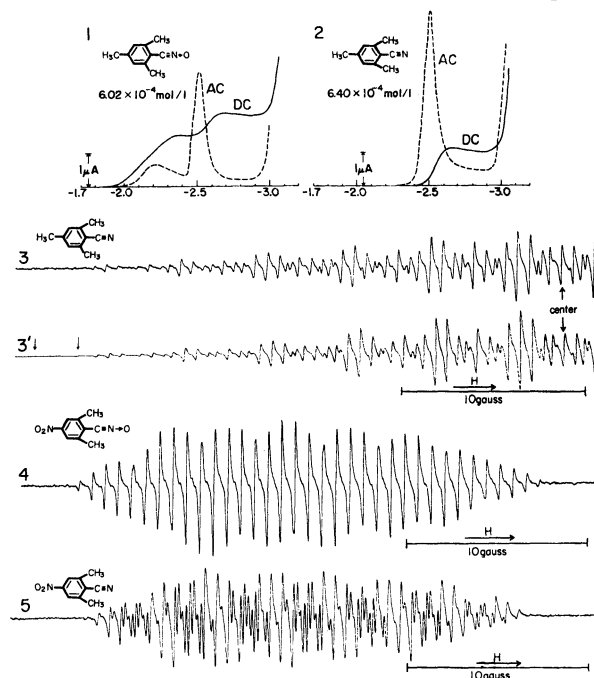 1
CH₃
H₃C
C≡N→O
CH₃
6.02 × 10⁻⁴ mol/l
AC
DC
1μA
-1.7 -2.0 -2.5 -3.0
2
CH₃
H₃C
C≡N
CH₃
6.40 × 10⁻⁴ mol/l
AC
DC
1μA
-1.7 -2.0 -2.5 -3.0
3
CH₃
H₃C
C≡N
CH₃
center
3'
H
10gauss
4
CH₃
O₂N
C≡N→O
CH₃
H
10gauss
5
CH₃
O₂N
C≡N
CH₃
H
10gauss